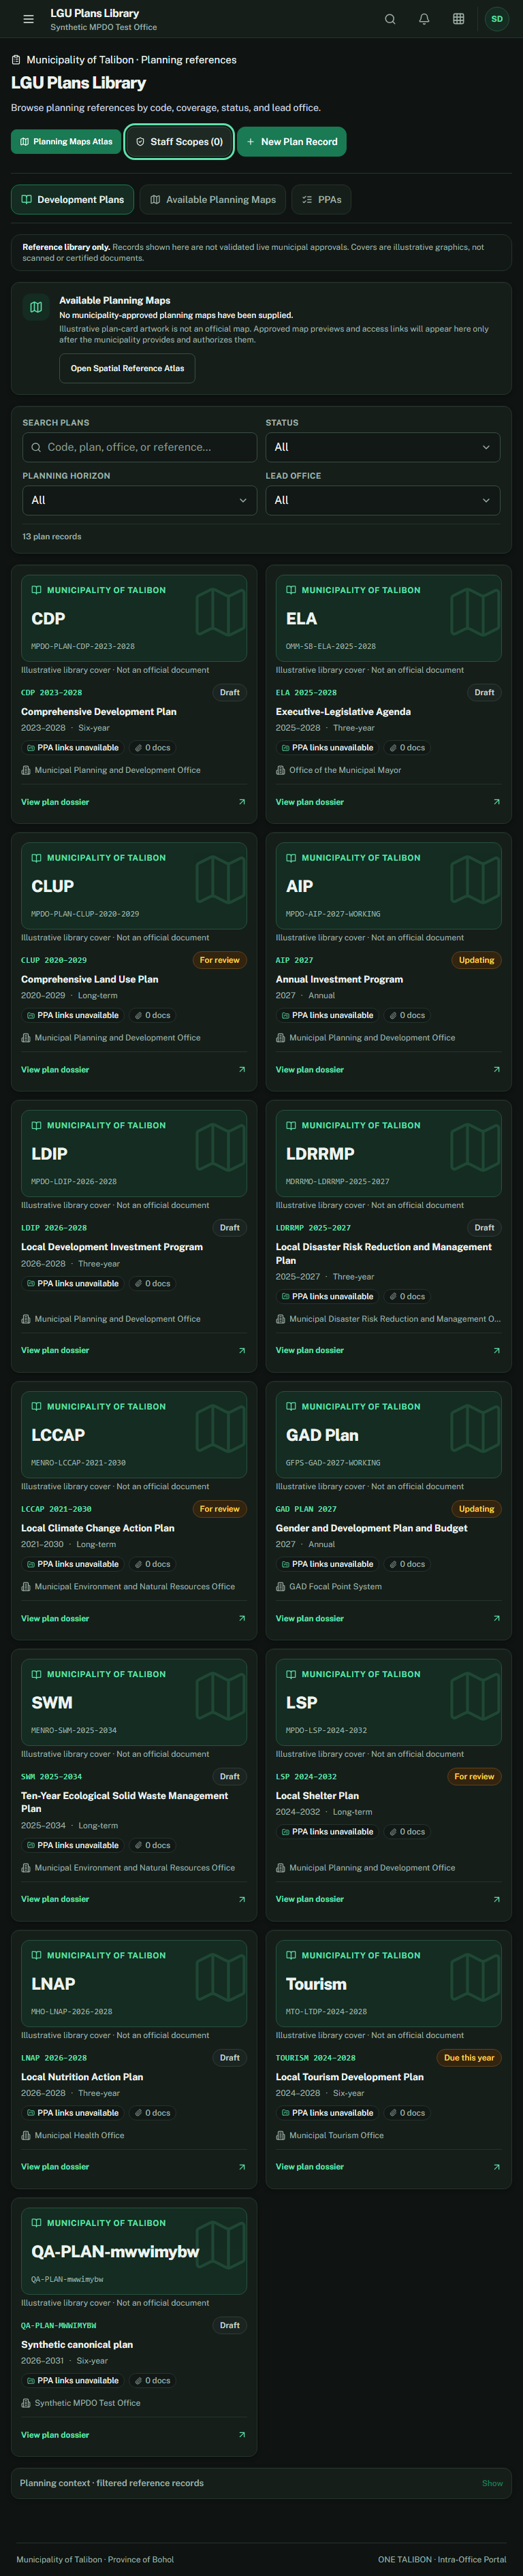 LGU Plans Library
Synthetic MPDO Test Office
SD
Municipality of Talibon · Planning references
LGU Plans Library
Browse planning references by code, coverage, status, and lead office.
Planning Maps Atlas
Staff Scopes (0)
New Plan Record
Development Plans
Available Planning Maps
PPAs
Reference library only. Records shown here are not validated live municipal approvals. Covers are illustrative graphics, not
scanned or certified documents.
Available Planning Maps
No municipality-approved planning maps have been supplied.
Illustrative plan-card artwork is not an official map. Approved map previews and access links will appear here only
after the municipality provides and authorizes them.
Open Spatial Reference Atlas
SEARCH PLANS
Code, plan, office, or reference...
STATUS
All
PLANNING HORIZON
All
LEAD OFFICE
All
13 plan records
MUNICIPALITY OF TALIBON
CDP
MPDO-PLAN-CDP-2023-2028
Illustrative library cover · Not an official document
CDP 2023–2028
Draft
Comprehensive Development Plan
2023–2028 · Six-year
PPA links unavailable
0 docs
Municipal Planning and Development Office
View plan dossier
MUNICIPALITY OF TALIBON
ELA
OMM-S8-ELA-2025-2028
Illustrative library cover · Not an official document
ELA 2025–2028
Draft
Executive-Legislative Agenda
2025–2028 · Three-year
PPA links unavailable
0 docs
Office of the Municipal Mayor
View plan dossier
MUNICIPALITY OF TALIBON
CLUP
MPDO-PLAN-CLUP-2020-2029
Illustrative library cover · Not an official document
CLUP 2020–2029
For review
Comprehensive Land Use Plan
2020–2029 · Long-term
PPA links unavailable
0 docs
Municipal Planning and Development Office
View plan dossier
MUNICIPALITY OF TALIBON
AIP
MPDO-AIP-2027-WORKING
Illustrative library cover · Not an official document
AIP 2027
Updating
Annual Investment Program
2027 · Annual
PPA links unavailable
0 docs
Municipal Planning and Development Office
View plan dossier
MUNICIPALITY OF TALIBON
LDIP
MPDO-LDIP-2026-2028
Illustrative library cover · Not an official document
LDIP 2026–2028
Draft
Local Development Investment Program
2026–2028 · Three-year
PPA links unavailable
0 docs
Municipal Planning and Development Office
View plan dossier
MUNICIPALITY OF TALIBON
LDRRMP
MDRRMO-LDRRMP-2025-2027
Illustrative library cover · Not an official document
LDRRMP 2025–2027
Draft
Local Disaster Risk Reduction and Management
Plan
2025–2027 · Three-year
PPA links unavailable
0 docs
Municipal Disaster Risk Reduction and Management O...
View plan dossier
MUNICIPALITY OF TALIBON
LCCAP
MENRO-LCCAP-2021-2030
Illustrative library cover · Not an official document
LCCAP 2021–2030
For review
Local Climate Change Action Plan
2021–2030 · Long-term
PPA links unavailable
0 docs
Municipal Environment and Natural Resources Office
View plan dossier
MUNICIPALITY OF TALIBON
GAD Plan
GFPS-GAD-2027-WORKING
Illustrative library cover · Not an official document
GAD PLAN 2027
Updating
Gender and Development Plan and Budget
2027 · Annual
PPA links unavailable
0 docs
GAD Focal Point System
View plan dossier
MUNICIPALITY OF TALIBON
SWM
MENRO-SWM-2025-2034
Illustrative library cover · Not an official document
SWM 2025–2034
Draft
Ten-Year Ecological Solid Waste Management
Plan
2025–2034 · Long-term
PPA links unavailable
0 docs
Municipal Environment and Natural Resources Office
View plan dossier
MUNICIPALITY OF TALIBON
LSP
MPDO-LSP-2024-2032
Illustrative library cover · Not an official document
LSP 2024–2032
For review
Local Shelter Plan
2024–2032 · Long-term
PPA links unavailable
0 docs
Municipal Planning and Development Office
View plan dossier
MUNICIPALITY OF TALIBON
LNAP
MHO-LNAP-2026-2028
Illustrative library cover · Not an official document
LNAP 2026–2028
Draft
Local Nutrition Action Plan
2026–2028 · Three-year
PPA links unavailable
0 docs
Municipal Health Office
View plan dossier
MUNICIPALITY OF TALIBON
Tourism
MTO-LTDP-2024-2028
Illustrative library cover · Not an official document
TOURISM 2024–2028
Due this year
Local Tourism Development Plan
2024–2028 · Six-year
PPA links unavailable
0 docs
Municipal Tourism Office
View plan dossier
MUNICIPALITY OF TALIBON
QA-PLAN-mwwimybw
QA-PLAN-mwwimybw
Illustrative library cover · Not an official document
QA-PLAN-MWWIMYBW
Draft
Synthetic canonical plan
2026–2031 · Six-year
PPA links unavailable
0 docs
Synthetic MPDO Test Office
View plan dossier
Planning context · filtered reference records
Show
Municipality of Talibon · Province of Bohol
ONE TALIBON · Intra-Office Portal